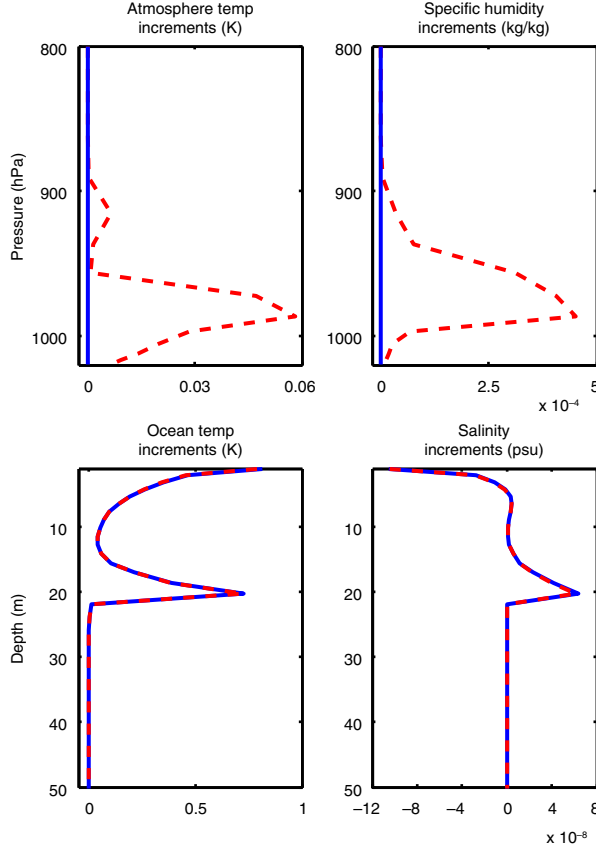 Atmosphere temp
increments (K)
Specific humidity
increments (kg/kg)
800
900
1000
Pressure (hPa)
0
0.03
0.06
800
900
1000
0
2.5
5
x 10⁻⁴
Ocean temp
increments (K)
Salinity
increments (psu)
10
20
30
40
50
Depth (m)
0
0.5
1
10
20
30
40
50
−12
−8
−4
0
4
8
x 10⁻⁸